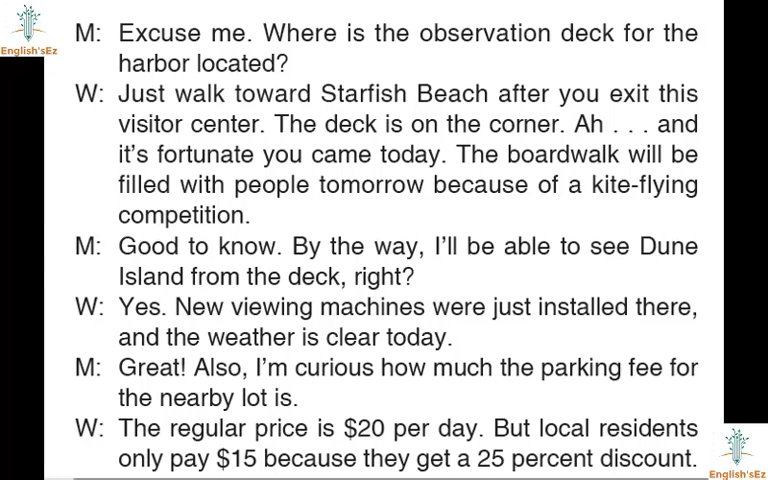 English'sEz
M: Excuse me. Where is the observation deck for the
harbor located?
W: Just walk toward Starfish Beach after you exit this
visitor center. The deck is on the corner. Ah . . . and
it's fortunate you came today. The boardwalk will be
filled with people tomorrow because of a kite-flying
competition.
M: Good to know. By the way, I'll be able to see Dune
Island from the deck, right?
W: Yes. New viewing machines were just installed there,
and the weather is clear today.
M: Great! Also, I'm curious how much the parking fee for
the nearby lot is.
W: The regular price is $20 per day. But local residents
only pay $15 because they get a 25 percent discount.
English'sEz